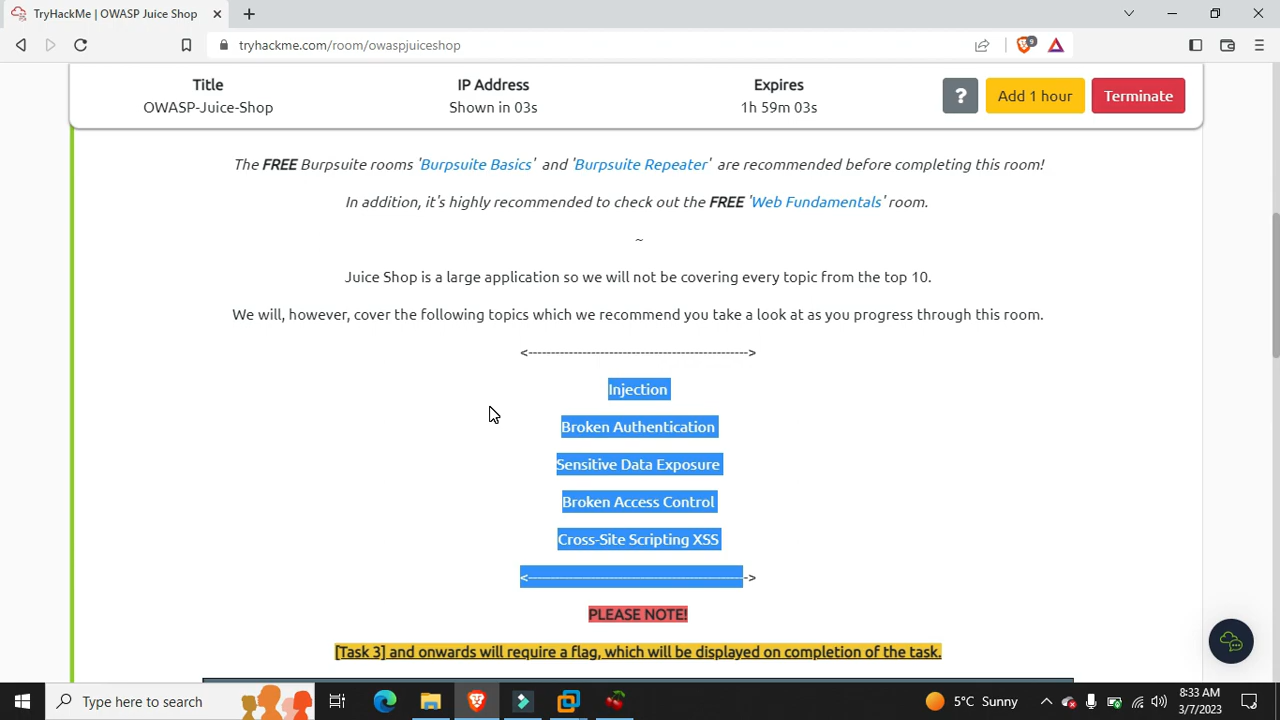 TryHackMe | OWASP Juice Shop
tryhackme.com/room/owaspjuiceshop
9
Title
OWASP-Juice-Shop
IP Address
Shown in 03s
Expires
1h 59m 03s
?
Add 1 hour
Terminate
The FREE Burpsuite rooms 'Burpsuite Basics' and 'Burpsuite Repeater' are recommended before completing this room!
In addition, it's highly recommended to check out the FREE 'Web Fundamentals' room.
~
Juice Shop is a large application so we will not be covering every topic from the top 10.
We will, however, cover the following topics which we recommend you take a look at as you progress through this room.
<------------------------------------------------>
Injection
Broken Authentication
Sensitive Data Exposure
Broken Access Control
Cross-Site Scripting XSS
<------------------------------------------------>
PLEASE NOTE!
[Task 3] and onwards will require a flag, which will be displayed on completion of the task.
Type here to search
5°C Sunny
8:33 AM
3/7/2023